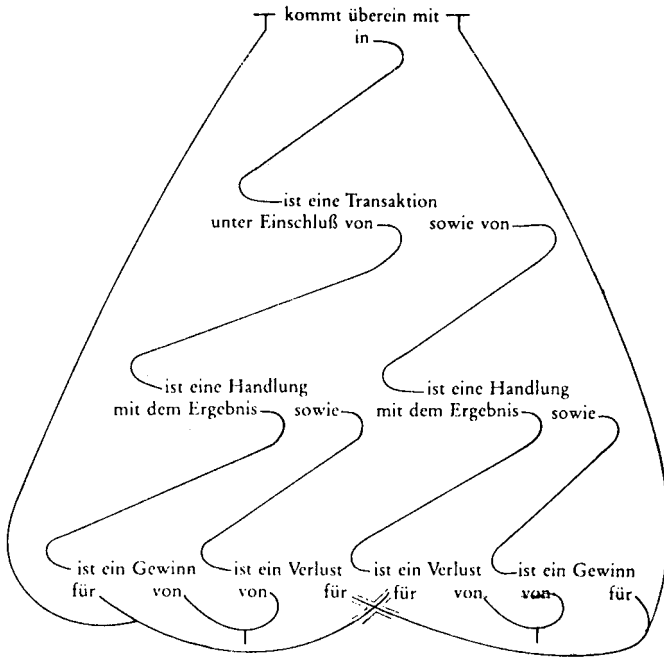 kommt überein mit
in
ist eine Transaktion
unter Einschluß von sowie von
ist eine Handlung ist eine Handlung
mit dem Ergebnis sowie mit dem Ergebnis sowie
ist ein Gewinn ist ein Verlust ist ein Verlust ist ein Gewinn
für von von für für von von für